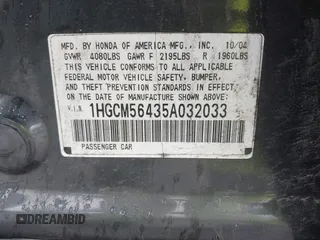 MFD. BY HONDA OF AMERICA MFG., INC. 10/04
GVWR 4080LBS GAWR F 2195LBS R 1960LBS
THIS VEHICLE CONFORMS TO ALL APPLICABLE
FEDERAL MOTOR VEHICLE SAFETY, BUMPER,
AND THEFT PREVENTION STANDARDS IN EFFECT ON
THE DATE OF MANUFACTURE SHOWN ABOVE.
V.I.N. 1HGCM56435A032033
PASSENGER CAR
DREAMBID